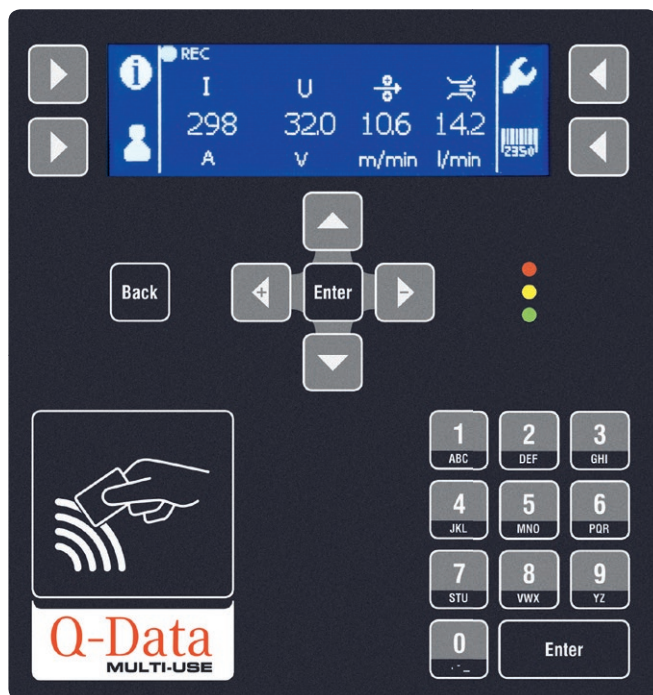 REC
I U
298 32.0 10.6 14.2
A V m/min l/min
2350
Back
+ Enter -
1 2 3
ABC DEF GHI
4 5 6
JKL MNO PQR
7 8 9
STU VWX YZ
0 Enter
.-_
Q-Data
MULTI-USE